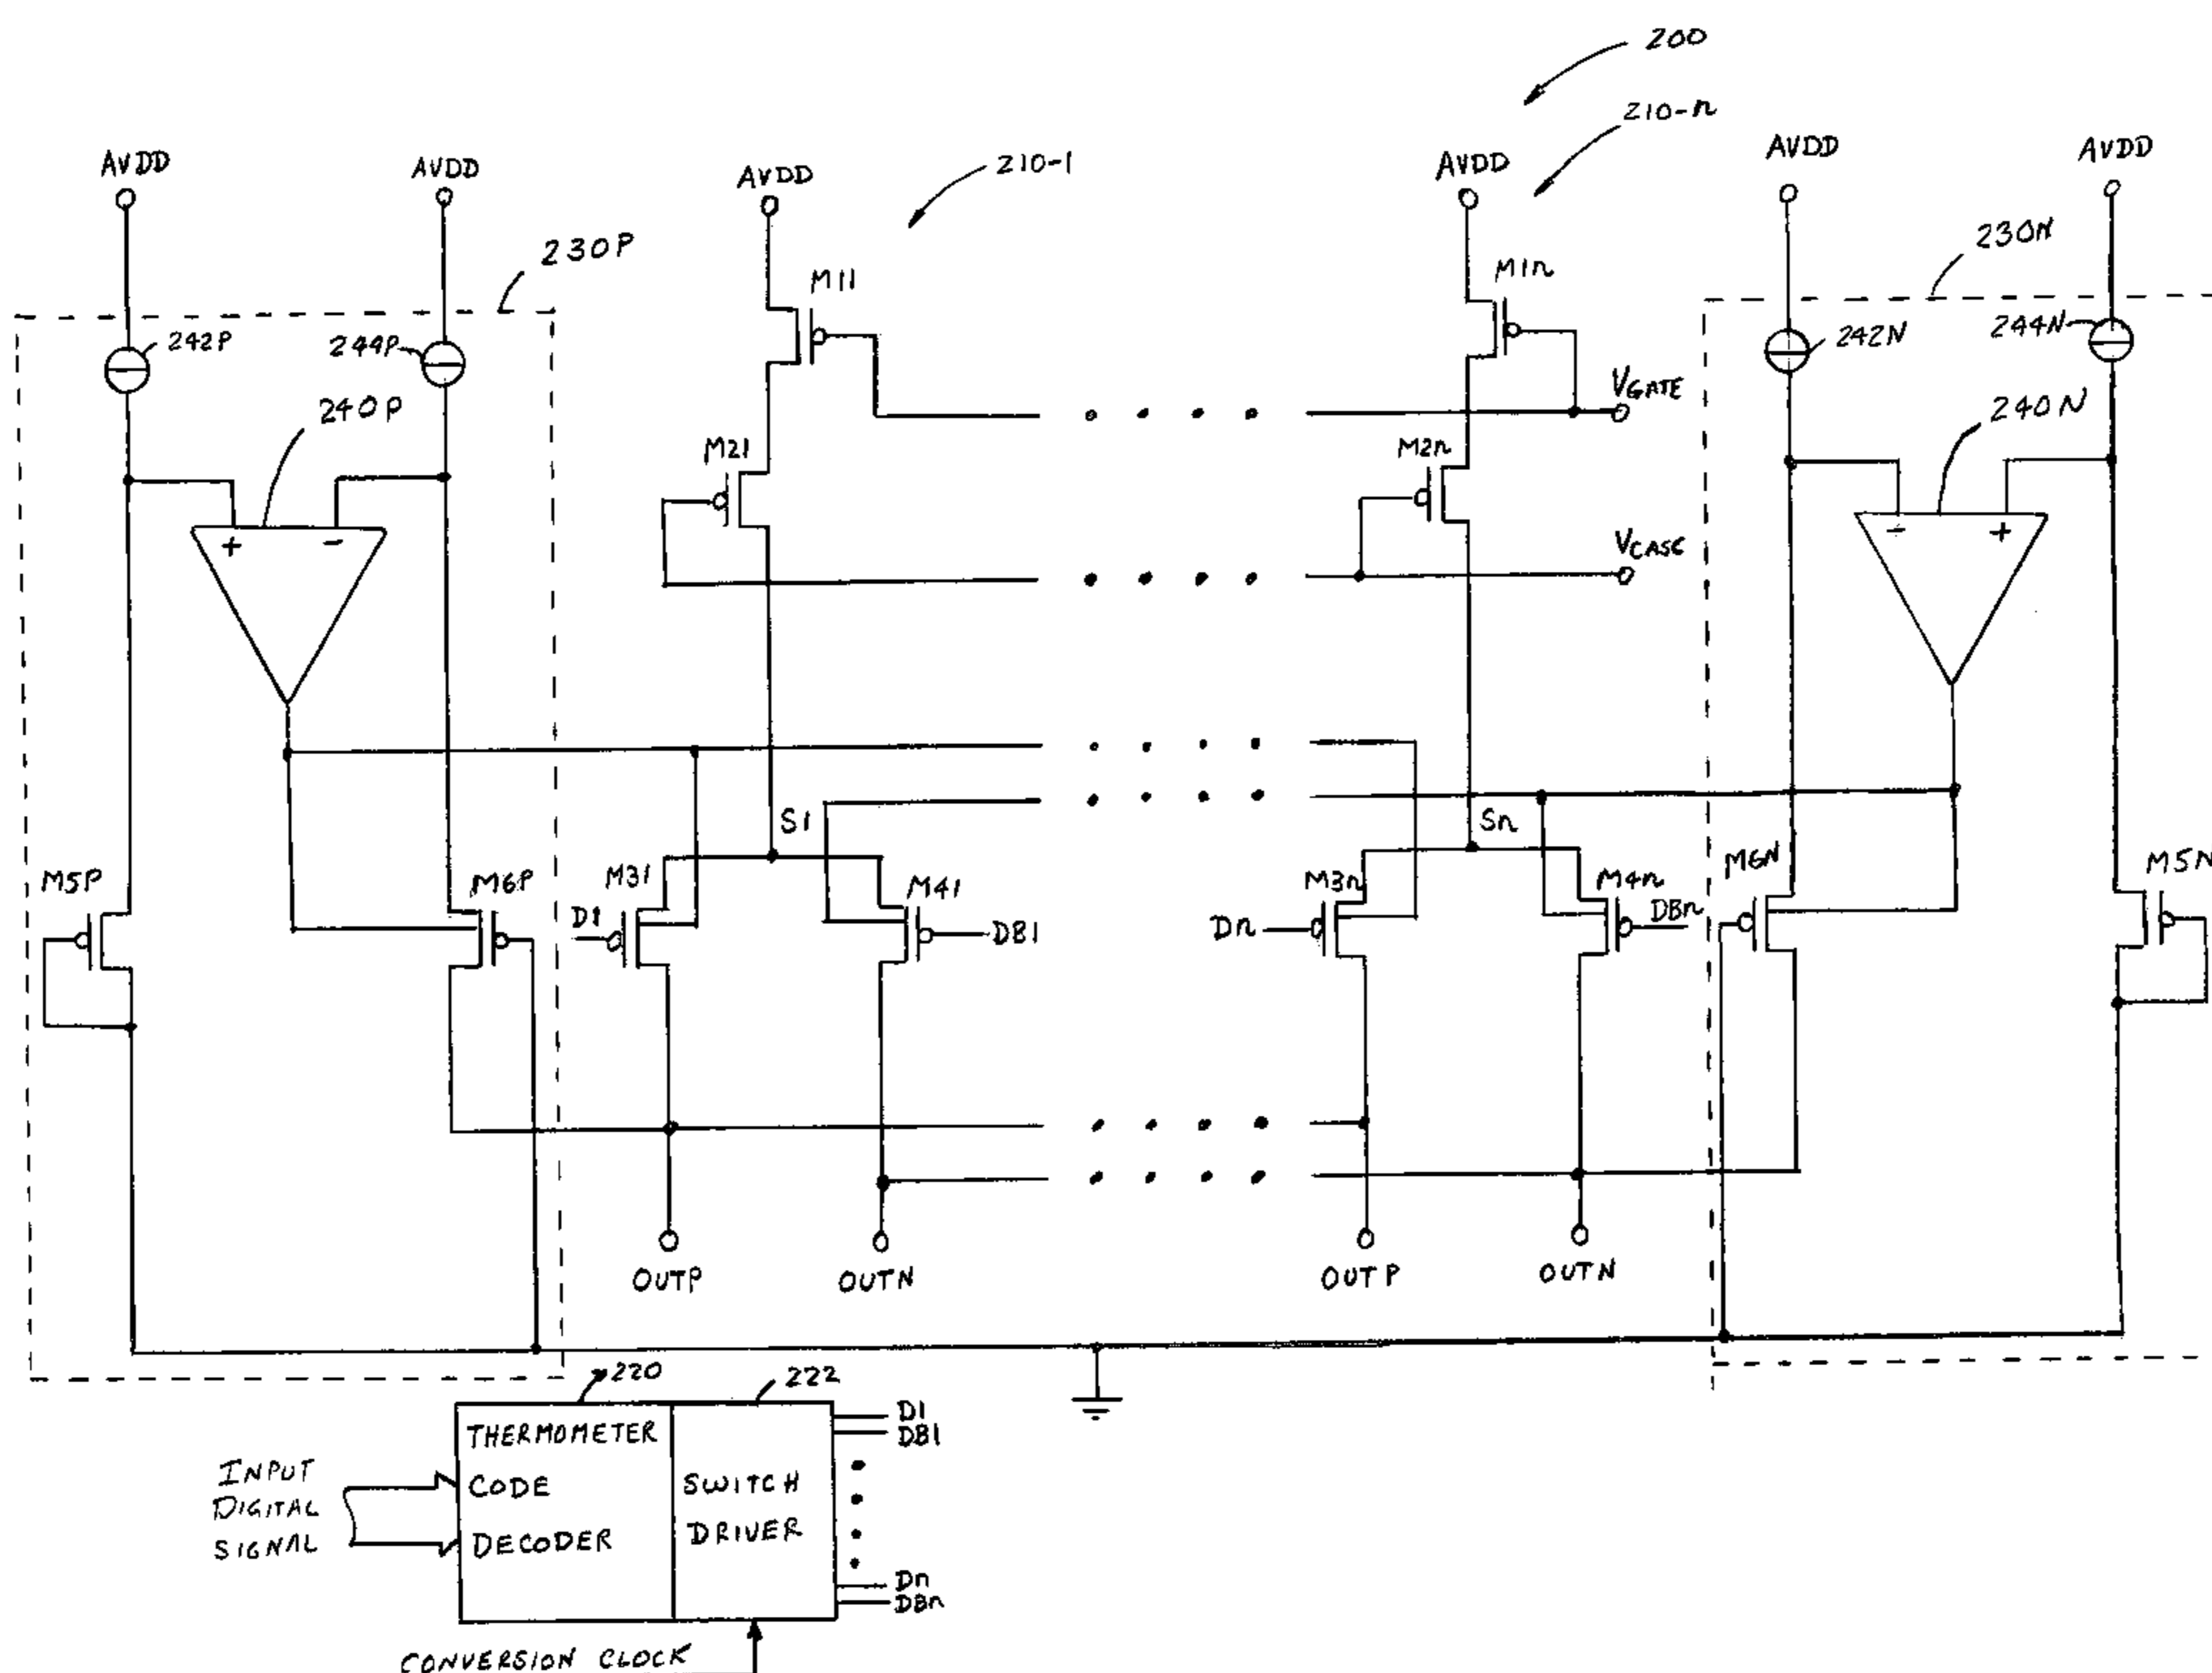 200
210-n
210-1
AVDD
AVDD
AVDD
AVDD
AVDD
AVDD
230P
230N
M11
M1n
242P
244P
242N
244N
240P
240N
VGATE
M21
M2n
VCASC
+ -
- +
S1
Sn
M5P
M6P
M31
M41
M3n
M4n
M6N
M5N
D1
DB1
Dn
DBn
OUTP
OUTN
OUTP
OUTN
220
222
THERMOMETER
CODE
DECODER
SWITCH
DRIVER
INPUT
DIGITAL
SIGNAL
D1
DB1
Dn
DBn
CONVERSION CLOCK